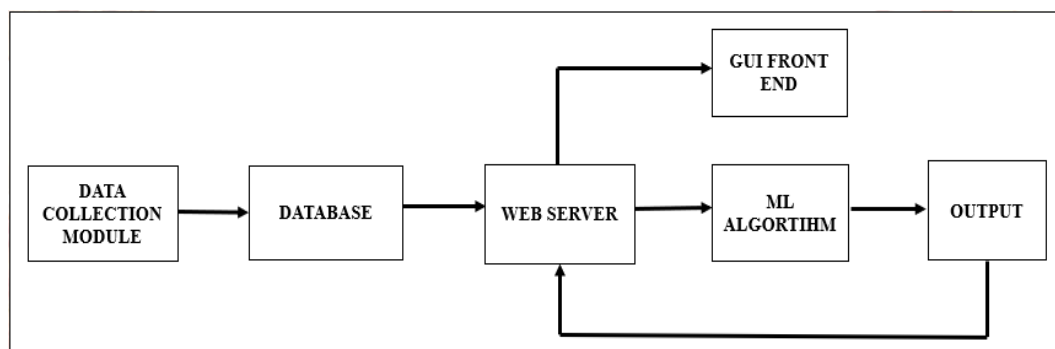 GUI FRONT
END
DATA
COLLECTION
MODULE
DATABASE
WEB SERVER
ML
ALGORTIHM
OUTPUT